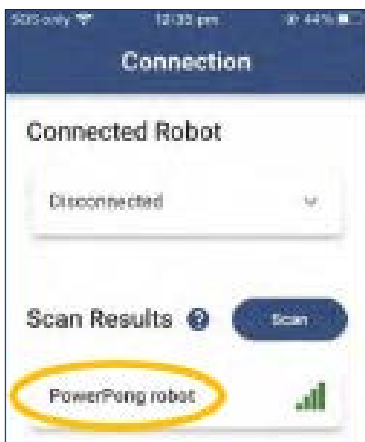 SOS only 12:35 pm 44%
Connection
Connected Robot
Disconnected
Scan Results ? Scan
PowerPong robot